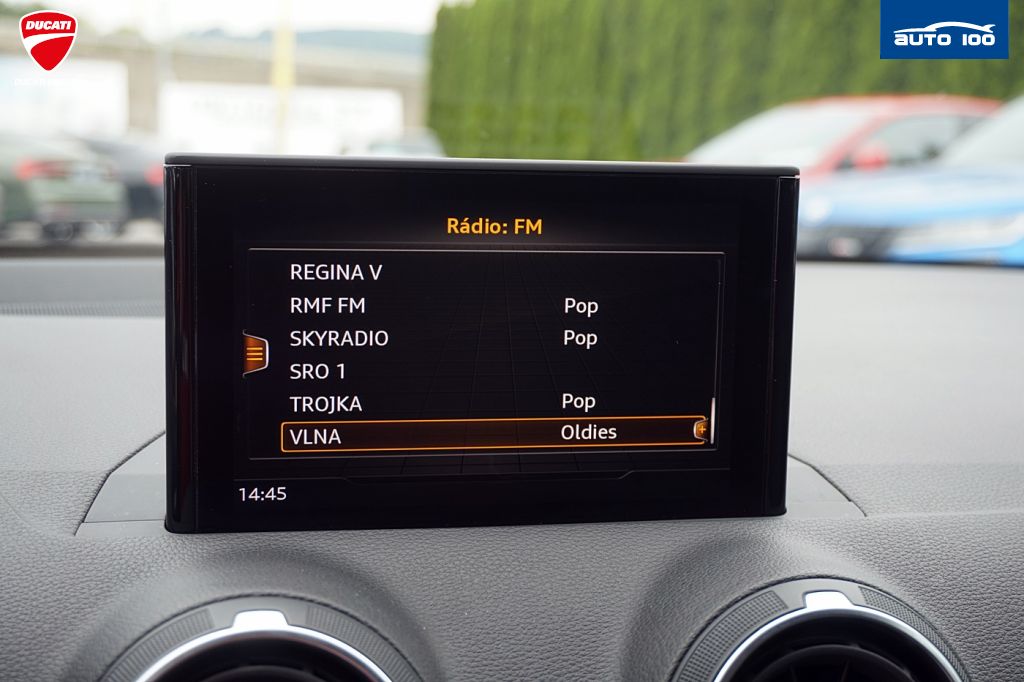 DUCATI
AUTO 100
Rádio: FM
REGINA V
RMF FM Pop
SKYRADIO Pop
SRO 1
TROJKA Pop
VLNA Oldies
14:45